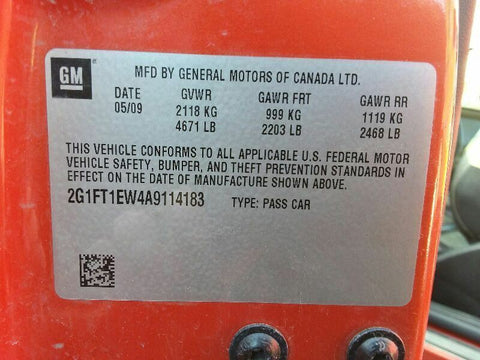 GM
MFD BY GENERAL MOTORS OF CANADA LTD.
DATE GVWR GAWR FRT GAWR RR
05/09 2118 KG 999 KG 1119 KG
4671 LB 2203 LB 2468 LB
THIS VEHICLE CONFORMS TO ALL APPLICABLE U.S. FEDERAL MOTOR
VEHICLE SAFETY, BUMPER, AND THEFT PREVENTION STANDARDS IN
EFFECT ON THE DATE OF MANUFACTURE SHOWN ABOVE.
2G1FT1EW4A9114183 TYPE: PASS CAR